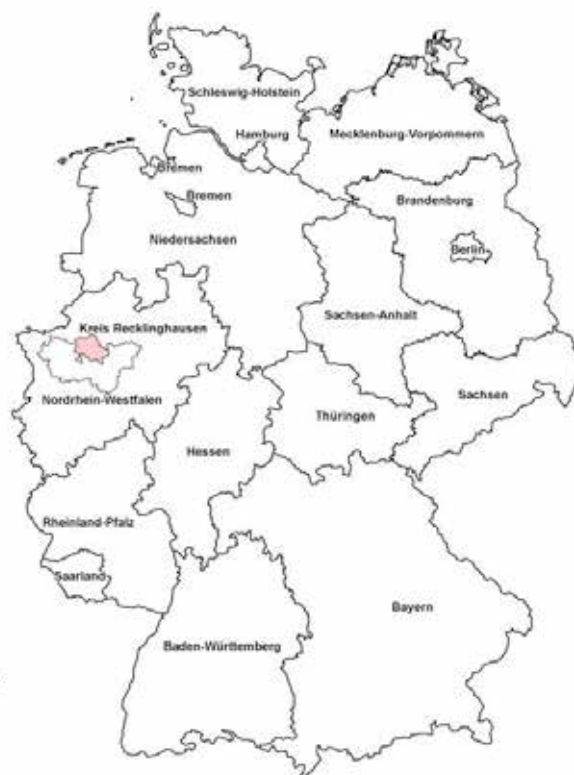 Schleswig-Holstein
Hamburg
Mecklenburg-Vorpommern
Bremen
Bremen
Brandenburg
Niedersachsen
Berlin
Sachsen-Anhalt
Kreis Recklinghausen
Nordrhein-Westfalen
Sachsen
Thüringen
Hessen
Rheinland-Pfalz
Saarland
Bayern
Baden-Württemberg